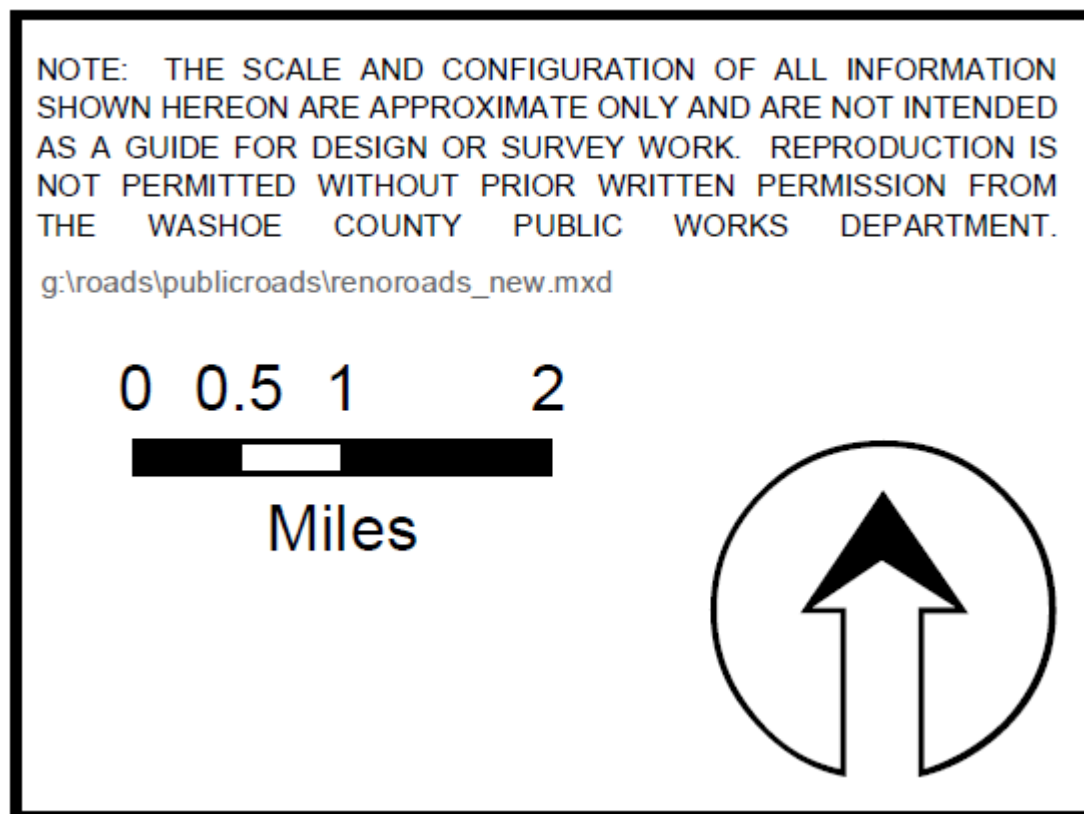 NOTE: THE SCALE AND CONFIGURATION OF ALL INFORMATION
SHOWN HEREON ARE APPROXIMATE ONLY AND ARE NOT INTENDED
AS A GUIDE FOR DESIGN OR SURVEY WORK. REPRODUCTION IS
NOT PERMITTED WITHOUT PRIOR WRITTEN PERMISSION FROM
THE WASHOE COUNTY PUBLIC WORKS DEPARTMENT.
g:\roads\publicroads\renoroads_new.mxd
0 0.5 1 2
Miles